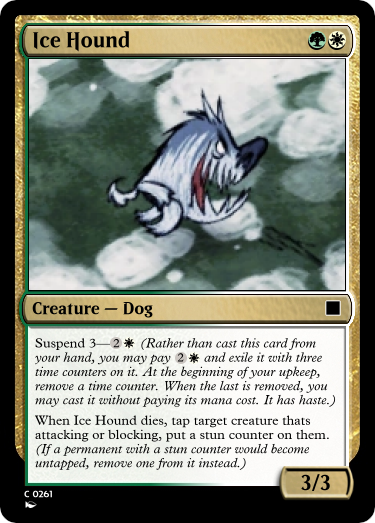 Ice Hound
Creature — Dog
Suspend 3—2 (Rather than cast this card from
your hand, you may pay 2 and exile it with three
time counters on it. At the beginning of your upkeep,
remove a time counter. When the last is removed, you
may cast it without paying its mana cost. It has haste.)
When Ice Hound dies, tap target creature thats
attacking or blocking, put a stun counter on them.
(If a permanent with a stun counter would become
untapped, remove one from it instead.)
3/3
C 0261